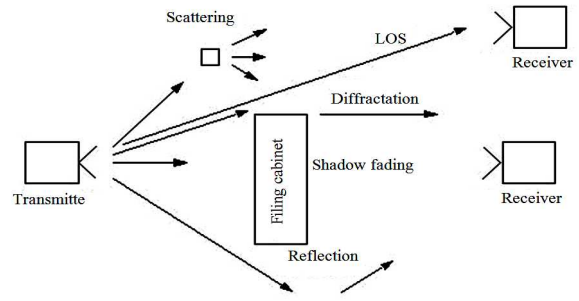 Scattering
LOS
Receiver
Diffractation
Filing cabinet
Shadow fading
Transmitte
Receiver
Reflection